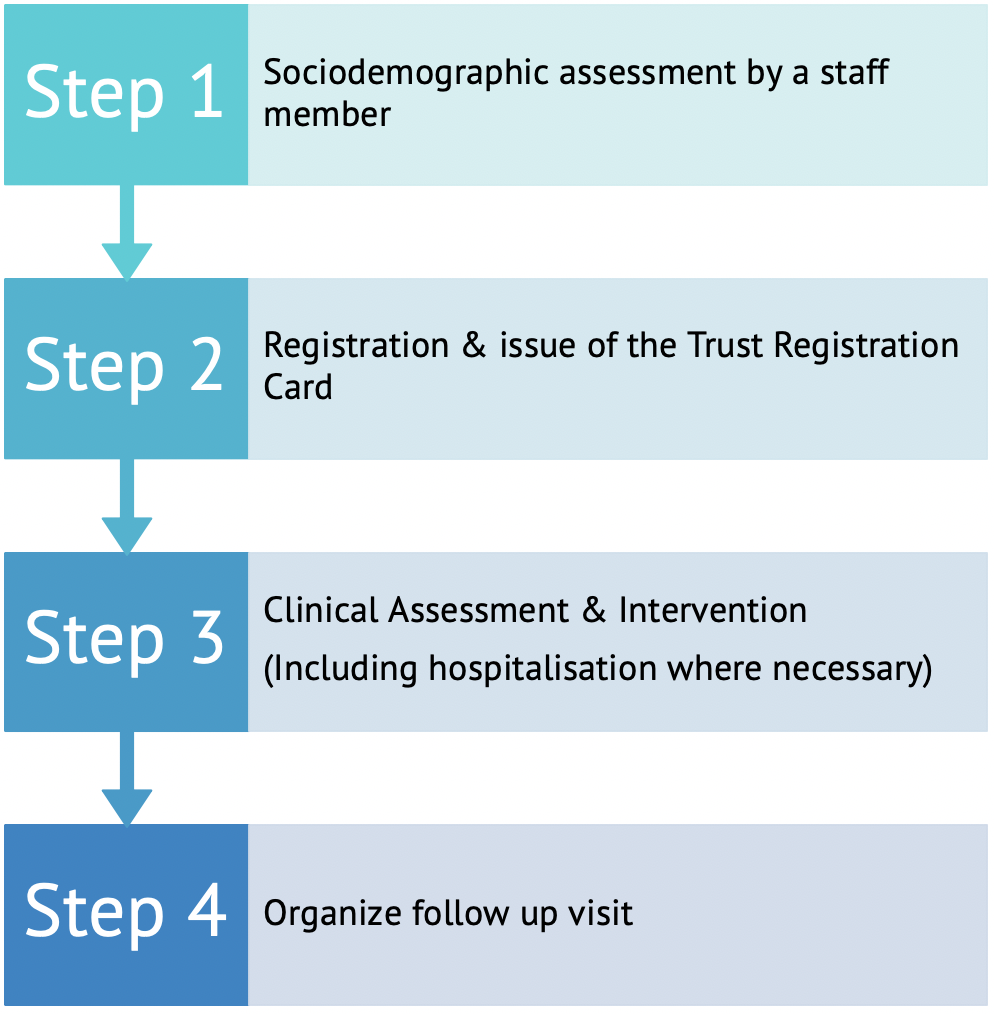 Step 1
Sociodemographic assessment by a staff
member
Step 2
Registration & issue of the Trust Registration
Card
Step 3
Clinical Assessment & Intervention
(Including hospitalisation where necessary)
Step 4
Organize follow up visit